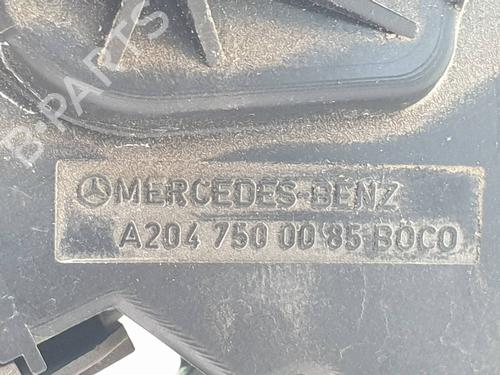 B-PARTS
MERCEDES-BENZ
A204 750 00 85 BOCO